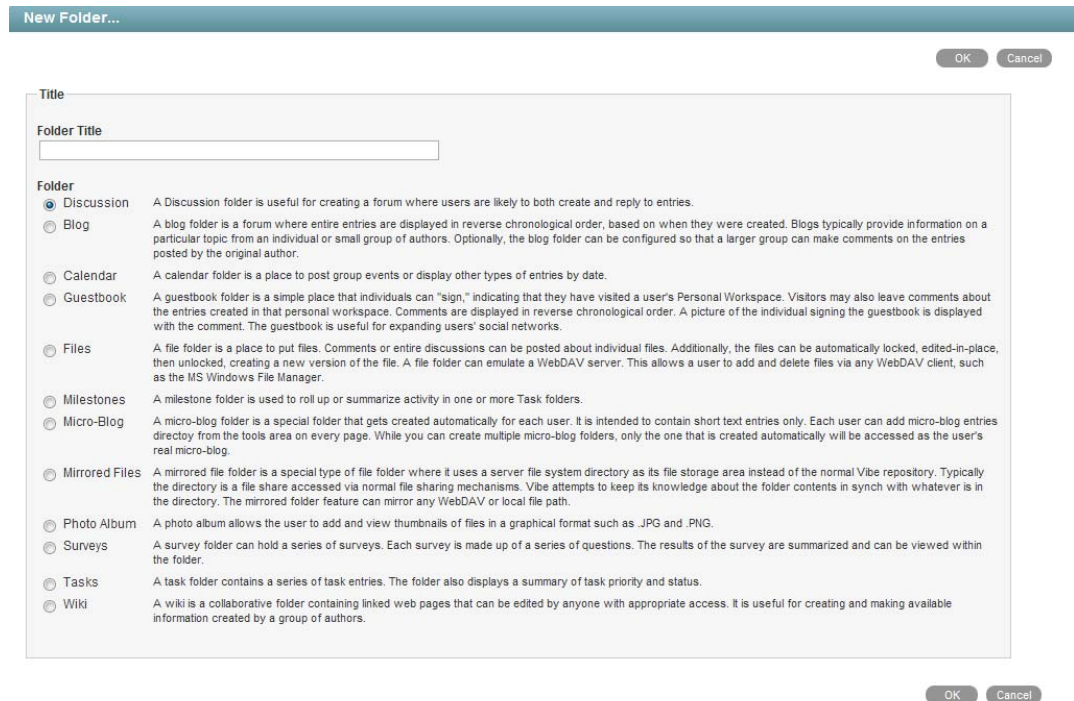 New Folder...
OK Cancel
Title
Folder Title
Folder
Discussion A Discussion folder is useful for creating a forum where users are likely to both create and reply to entries.
Blog A blog folder is a forum where entire entries are displayed in reverse chronological order, based on when they were created. Blogs typically provide information on a
particular topic from an individual or small group of authors. Optionally, the blog folder can be configured so that a larger group can make comments on the entries
posted by the original author.
Calendar A calendar folder is a place to post group events or display other types of entries by date.
Guestbook A guestbook folder is a simple place that individuals can "sign," indicating that they have visited a user's Personal Workspace. Visitors may also leave comments about
the entries created in that personal workspace. Comments are displayed in reverse chronological order. A picture of the individual signing the guestbook is displayed
with the comment. The guestbook is useful for expanding users' social networks.
Files A file folder is a place to put files. Comments or entire discussions can be posted about individual files. Additionally, the files can be automatically locked, edited-in-place,
then unlocked, creating a new version of the file. A file folder can emulate a WebDAV server. This allows a user to add and delete files via any WebDAV client, such
as the MS Windows File Manager.
Milestones A milestone folder is used to roll up or summarize activity in one or more Task folders.
Micro-Blog A micro-blog folder is a special folder that gets created automatically for each user. It is intended to contain short text entries only. Each user can add micro-blog entries
directoy from the tools area on every page. While you can create multiple micro-blog folders, only the one that is created automatically will be accessed as the user's
real micro-blog.
Mirrored Files A mirrored file folder is a special type of file folder where it uses a server file system directory as its file storage area instead of the normal Vibe repository. Typically
the directory is a file share accessed via normal file sharing mechanisms. Vibe attempts to keep its knowledge about the folder contents in synch with whatever is in
the directory. The mirrored folder feature can mirror any WebDAV or local file path.
Photo Album A photo album allows the user to add and view thumbnails of files in a graphical format such as .JPG and .PNG.
Surveys A survey folder can hold a series of surveys. Each survey is made up of a series of questions. The results of the survey are summarized and can be viewed within
the folder.
Tasks A task folder contains a series of task entries. The folder also displays a summary of task priority and status.
Wiki A wiki is a collaborative folder containing linked web pages that can be edited by anyone with appropriate access. It is useful for creating and making available
information created by a group of authors.
OK Cancel